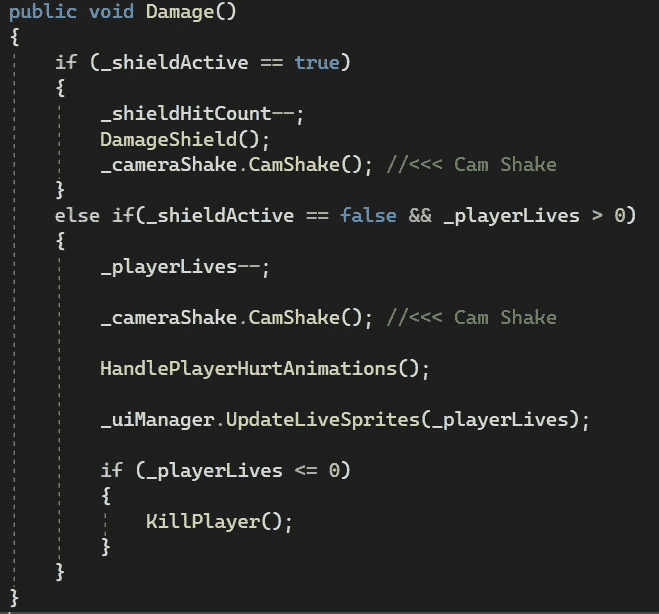 public void Damage()
{
if (_shieldActive == true)
{
_shieldHitCount--;
DamageShield();
_cameraShake.CamShake(); //<<< Cam Shake
}
else if(_shieldActive == false && _playerLives > 0)
{
_playerLives--;
_cameraShake.CamShake(); //<<< Cam Shake
HandlePlayerHurtAnimations();
_uiManager.UpdateLiveSprites(_playerLives);
if (_playerLives <= 0)
{
KillPlayer();
}
}
}